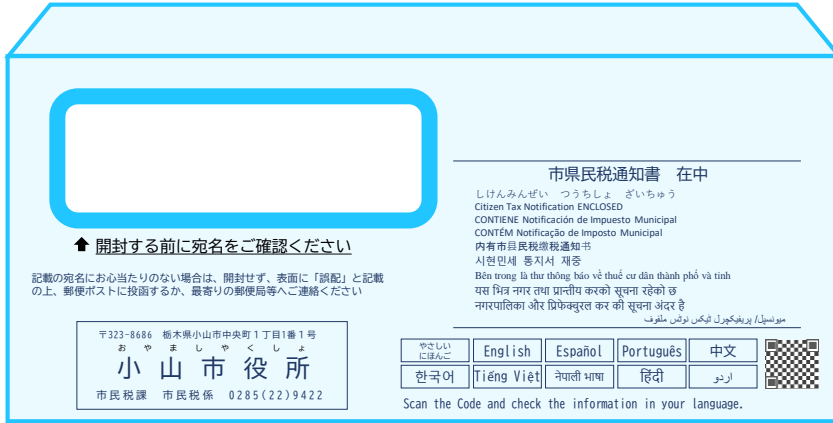 🡅 開封する前に宛名をご確認ください
記載の宛名にお心当たりのない場合は、開封せず、表面に「誤配」と記載
の上、郵便ポストに投函するか、最寄りの郵便局等へご連絡ください
〒323-8686 栃木県小山市中央町1丁目1番1号
おやましやくしょ
小山市役所
市民税課 市民税係 0285(22)9422
市県民税通知書 在中
しけんみんぜい つうちしょ ざいちゅう
Citizen Tax Notification ENCLOSED
CONTIENE Notificación de Impuesto Municipal
CONTÉM Notificação de Imposto Municipal
内有市县民税缴税通知书
시현민세 통지서 재중
Bên trong là thư thông báo về thuế cư dân thành phố và tỉnh
यस भित्र नगर तथा प्रान्तीय करको सूचना रहेको छ
नगरपालिका और प्रिफेक्चुरल कर की सूचना अंदर है
میونسپل/ پریفیکچرل ٹیکس نوٹس ملفوف
やさしい
にほんご
English
Español
Português
中文
한국어
Tiếng Việt
नेपाली भाषा
हिंदी
اردو
Scan the Code and check the information in your language.